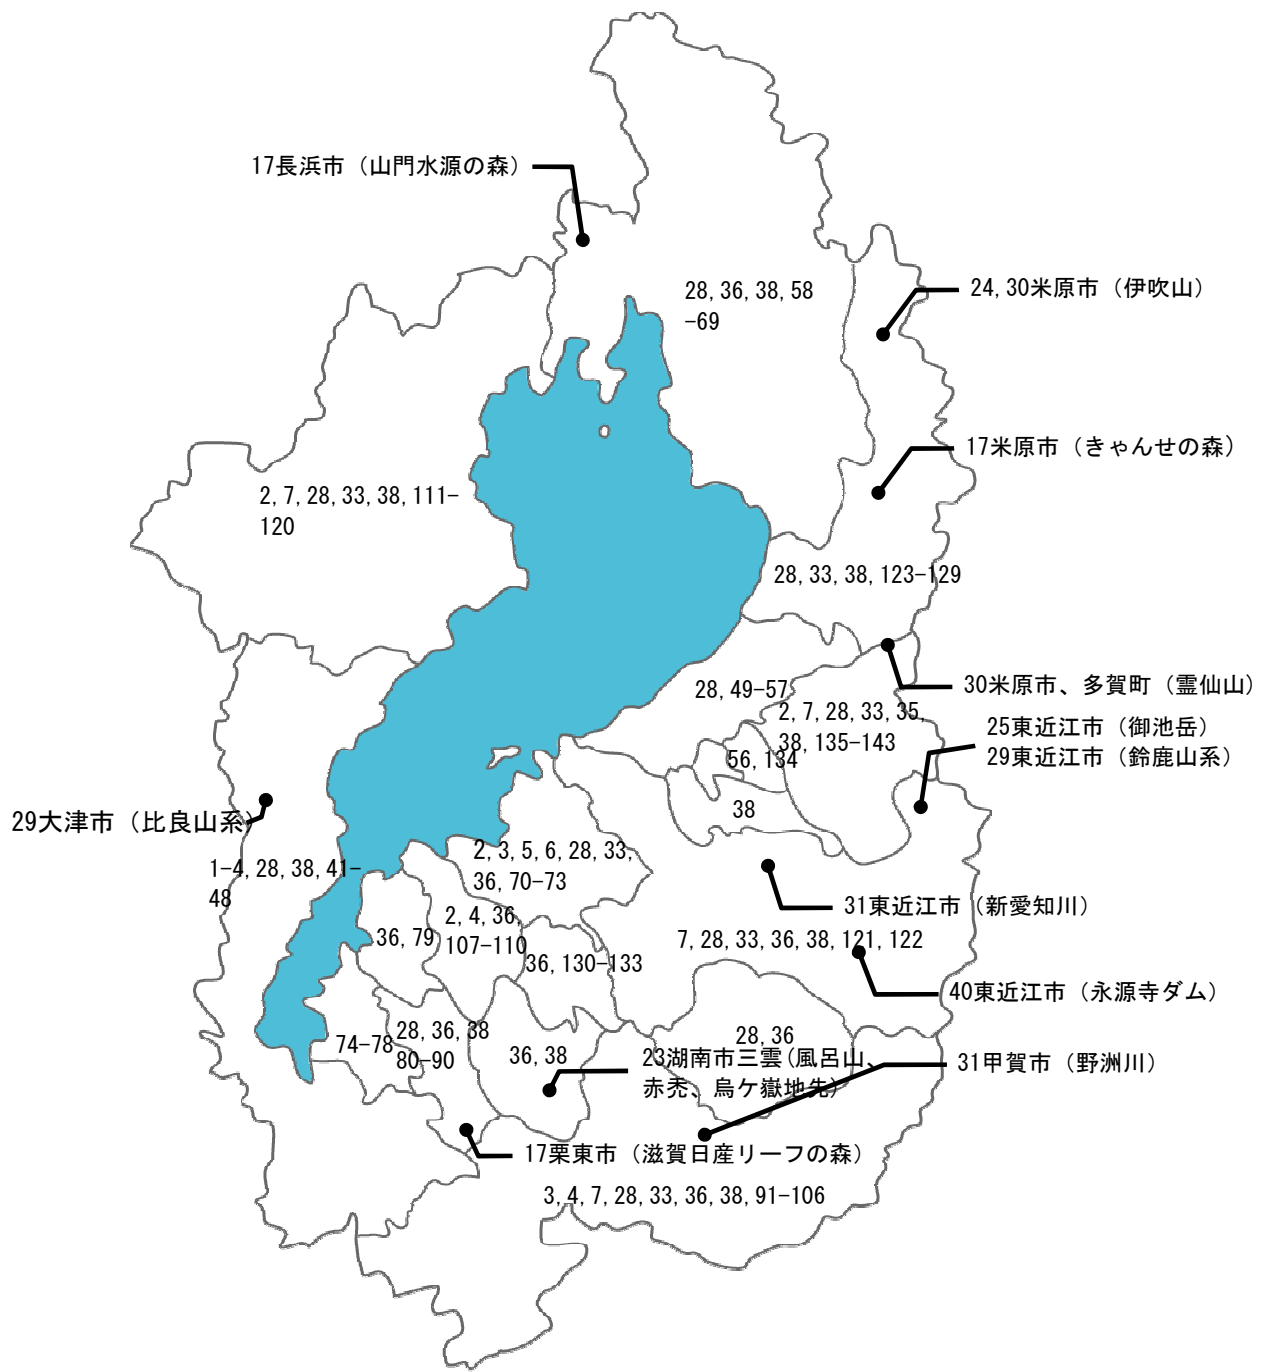 17長浜市（山門水源の森）
28, 36, 38, 58
-69
24, 30米原市（伊吹山）
17米原市（きゃんせの森）
2, 7, 28, 33, 38, 111-
120
28, 33, 38, 123-129
30米原市、多賀町（霊仙山）
28, 49-57
2, 7, 28, 33, 35,
38, 135-143
25東近江市（御池岳）
29東近江市（鈴鹿山系）
56, 134
38
29大津市（比良山系）
1-4, 28, 38, 41-
48
2, 3, 5, 6, 28, 33,
36, 70-73
31東近江市（新愛知川）
2, 4, 36,
107-110
36, 79
7, 28, 33, 36, 38, 121, 122
36, 130-133
40東近江市（永源寺ダム）
74-78
28, 36, 38
80-90
36, 38
28, 36
23湖南市三雲(風呂山、
赤禿、烏ケ嶽地先)
31甲賀市（野洲川）
17栗東市（滋賀日産リーフの森）
3, 4, 7, 28, 33, 36, 38, 91-106